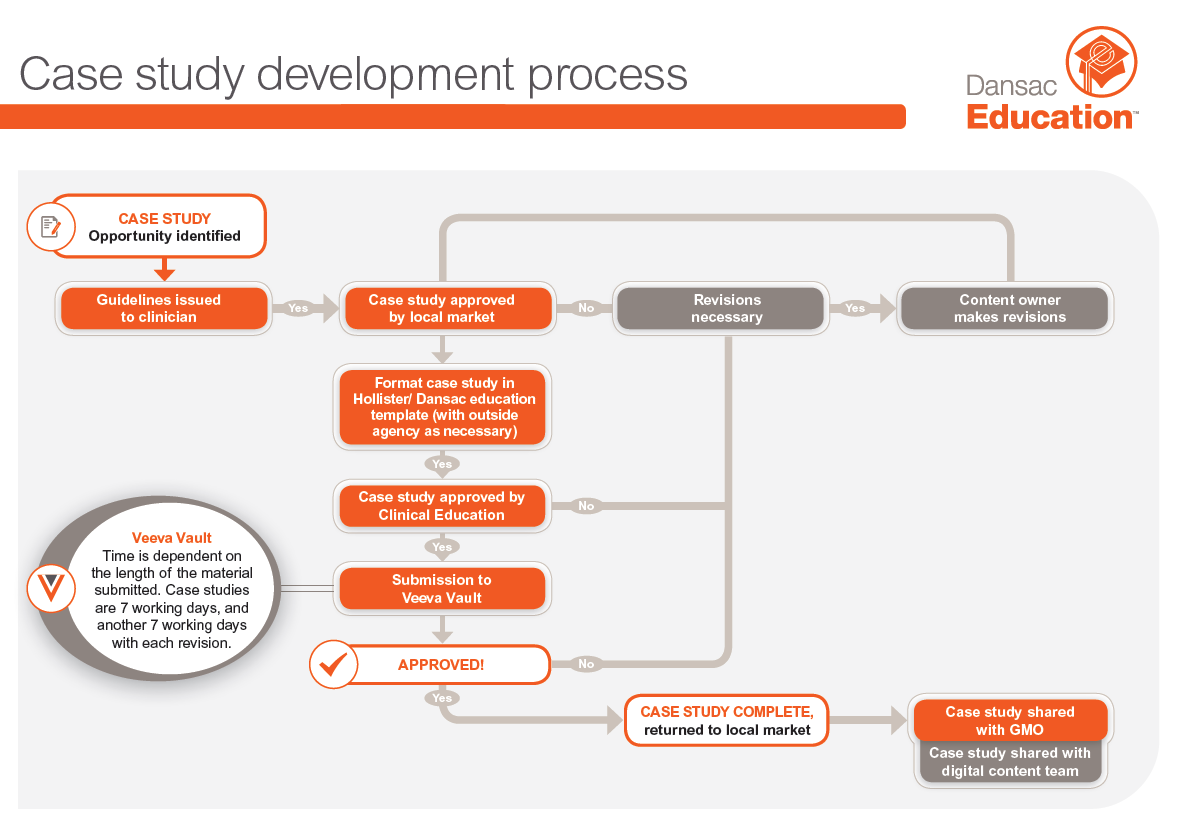 Case study development process
Dansac
Education™
CASE STUDY
Opportunity identified
Guidelines issued
to clinician
Yes
Case study approved
by local market
No
Revisions
necessary
Yes
Content owner
makes revisions
Format case study in
Hollister/ Dansac education
template (with outside
agency as necessary)
Yes
Case study approved by
Clinical Education
No
Yes
Veeva Vault
Time is dependent on
the length of the material
submitted. Case studies
are 7 working days, and
another 7 working days
with each revision.
Submission to
Veeva Vault
APPROVED!
No
Yes
CASE STUDY COMPLETE,
returned to local market
Case study shared
with GMO
Case study shared with
digital content team